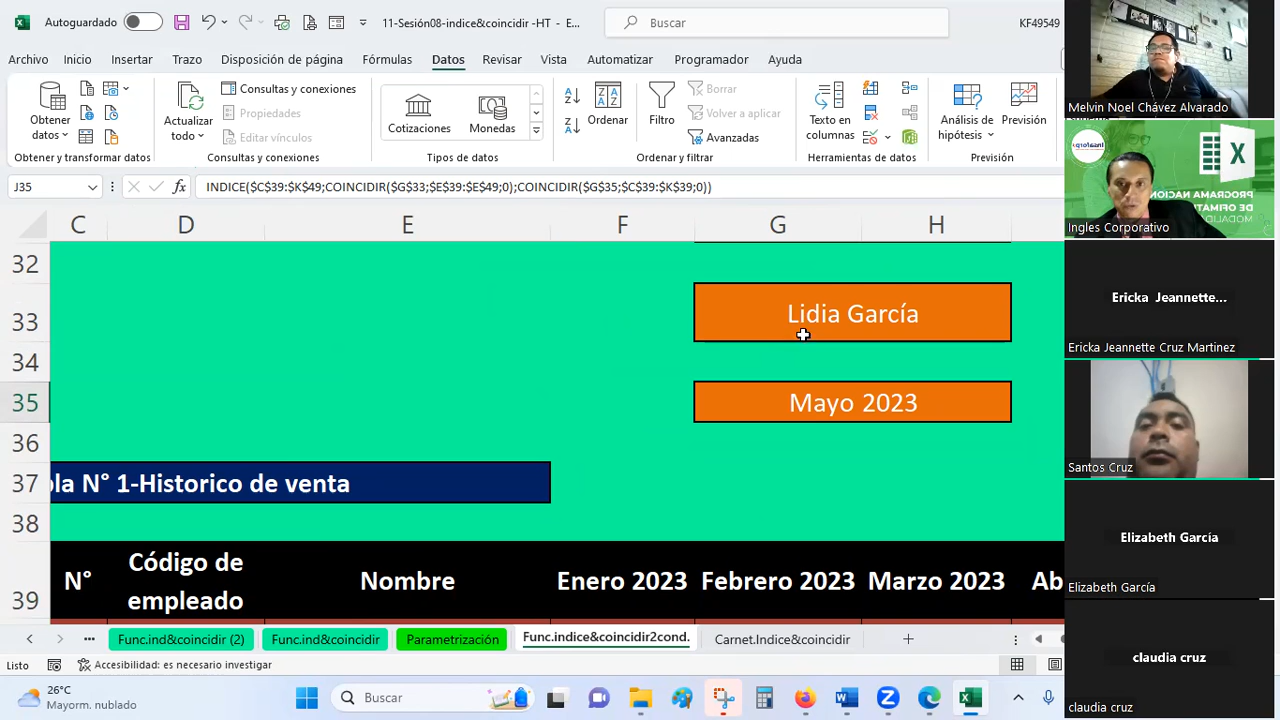 Autoguardado
11-Sesión08-indice&coincidir -HT - E...
Buscar
KF49549
Archivo Inicio Insertar Trazo Disposición de página Fórmulas Datos Revisar Vista Automatizar Programador Ayuda
Obtener datos
Obtener y transformar datos
Actualizar todo
Consultas y conexiones
Propiedades
Editar vínculos
Consultas y conexiones
Cotizaciones
Monedas
Tipos de datos
Ordenar
Filtro
Borrar
Volver a aplicar
Avanzadas
Ordenar y filtrar
Texto en columnas
Herramientas de datos
Análisis de hipótesis
Previsión
Previsión
J35
INDICE($C$39:$K$49;COINCIDIR($G$33;$E$39:$E$49;0);COINCIDIR($G$35;$C$39:$K$39;0))
C D E F G H
32
33 Lidia García
34
35 Mayo 2023
36
37 ola N° 1-Historico de venta
38
39 N° Código de empleado Nombre Enero 2023 Febrero 2023 Marzo 2023 Ab
Func.ind&coincidir (2) Func.ind&coincidir Parametrización Func.indice&coincidir2cond. Carnet.Indice&coincidir
Listo
Accesibilidad: es necesario investigar
26°C
Mayorm. nublado
Buscar
Melvin Noel Chávez Alvarado
PROGRAMA NACION
DE OFIMATI
MODALID
Ingles Corporativo
Ericka Jeannette...
Ericka Jeannette Cruz Martinez
Santos Cruz
Elizabeth García
Elizabeth García
claudia cruz
claudia cruz